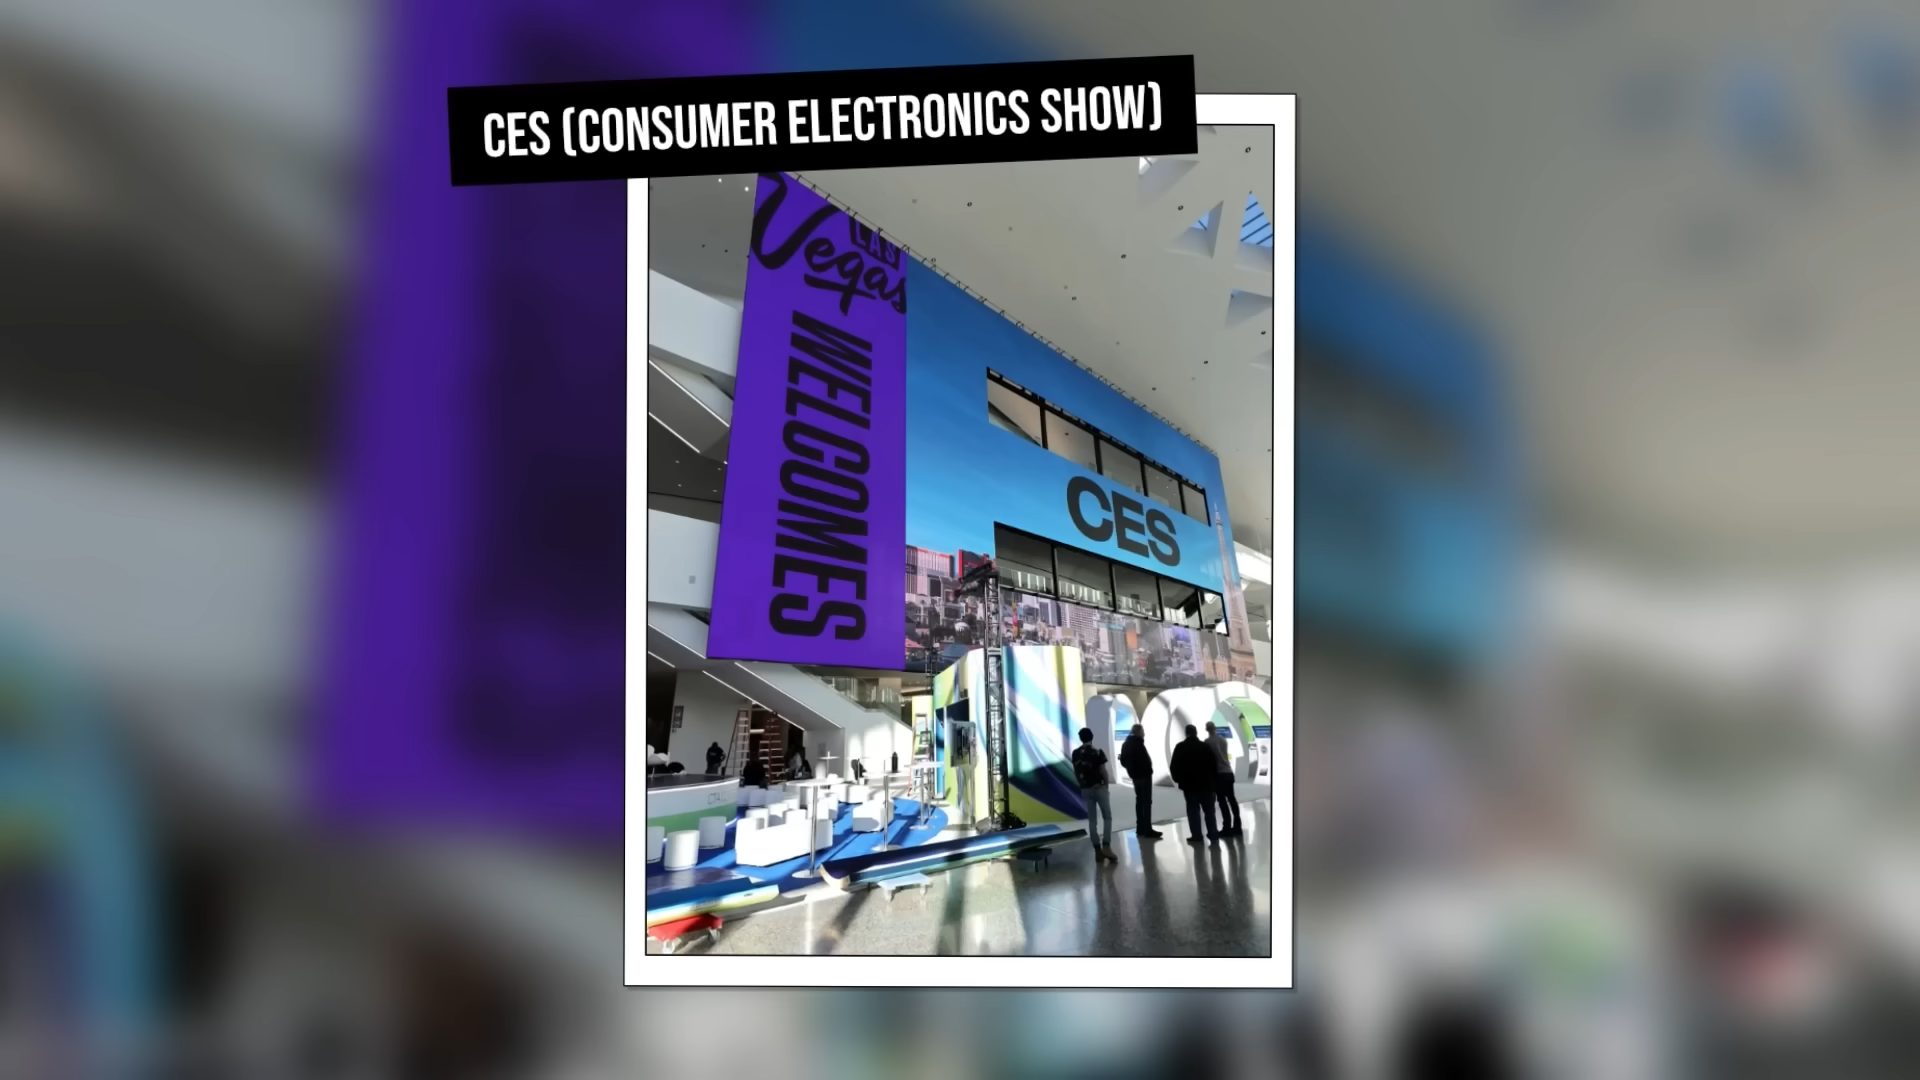 CES (CONSUMER ELECTRONICS SHOW)
LAS
Vegas
WELCOMES
CES